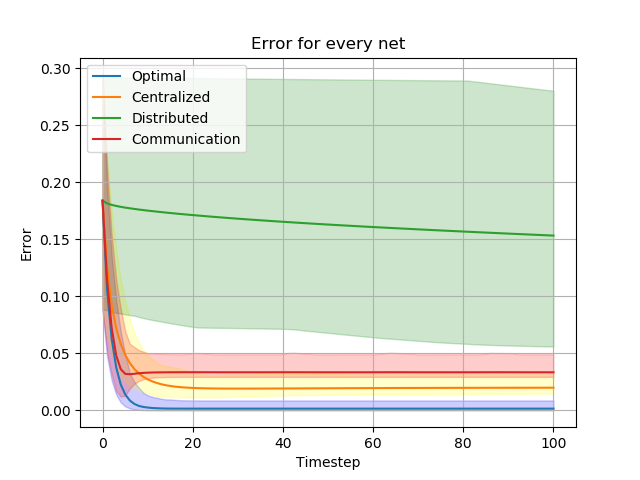 Error for every net
Optimal
Centralized
Distributed
Communication
0.30
0.25
0.20
0.15
0.10
0.05
0.00
Error
0 20 40 60 80 100
Timestep